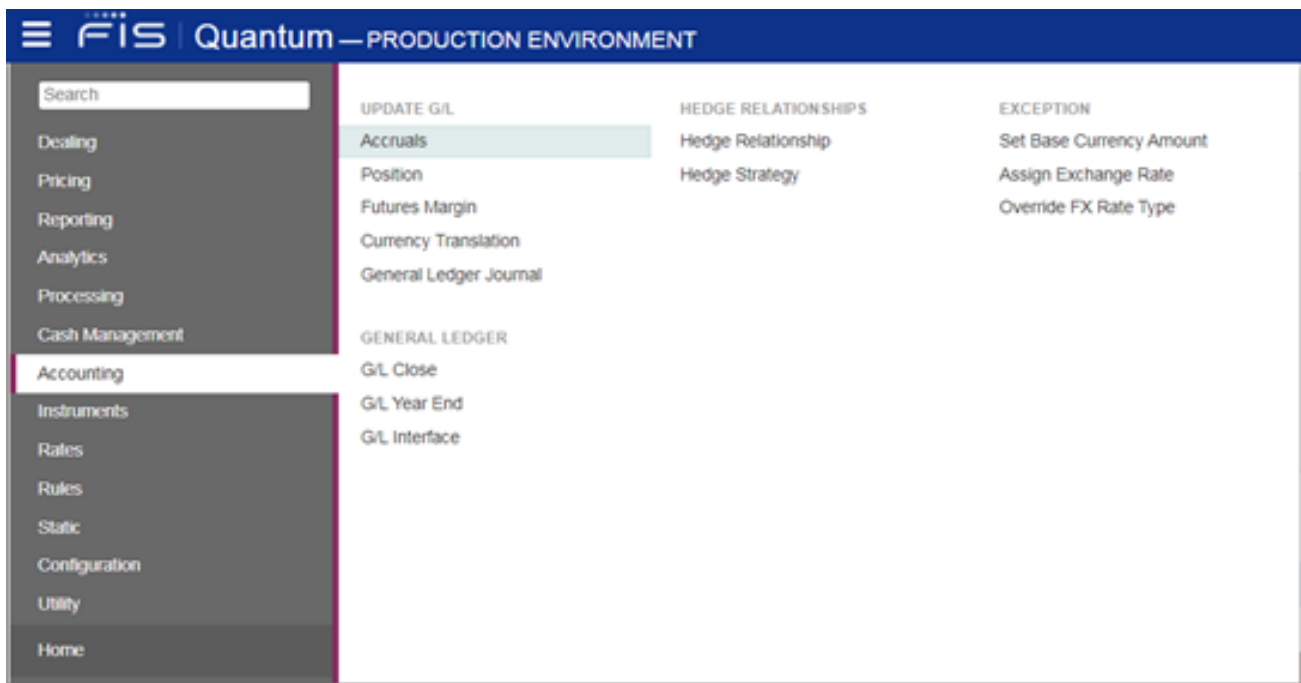 FIS | Quantum — PRODUCTION ENVIRONMENT
Search
Dealing
Pricing
Reporting
Analytics
Processing
Cash Management
Accounting
Instruments
Rates
Rules
Static
Configuration
Utility
Home
UPDATE G/L
Accruals
Position
Futures Margin
Currency Translation
General Ledger Journal
GENERAL LEDGER
G/L Close
G/L Year End
G/L Interface
HEDGE RELATIONSHIPS
Hedge Relationship
Hedge Strategy
EXCEPTION
Set Base Currency Amount
Assign Exchange Rate
Override FX Rate Type